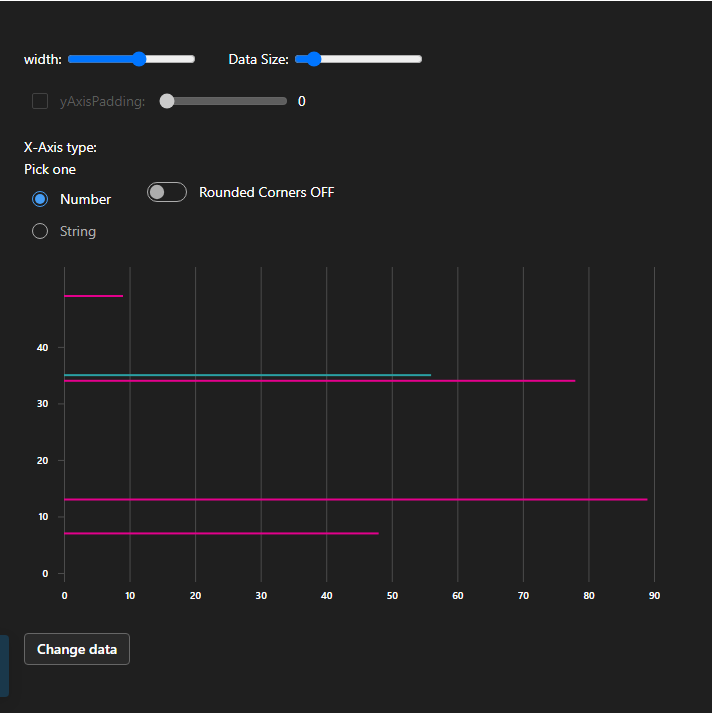 width: Data Size:
yAxisPadding: 0
X-Axis type:
Pick one
Number
Rounded Corners OFF
String
40
30
20
10
0
0 10 20 30 40 50 60 70 80 90
Change data